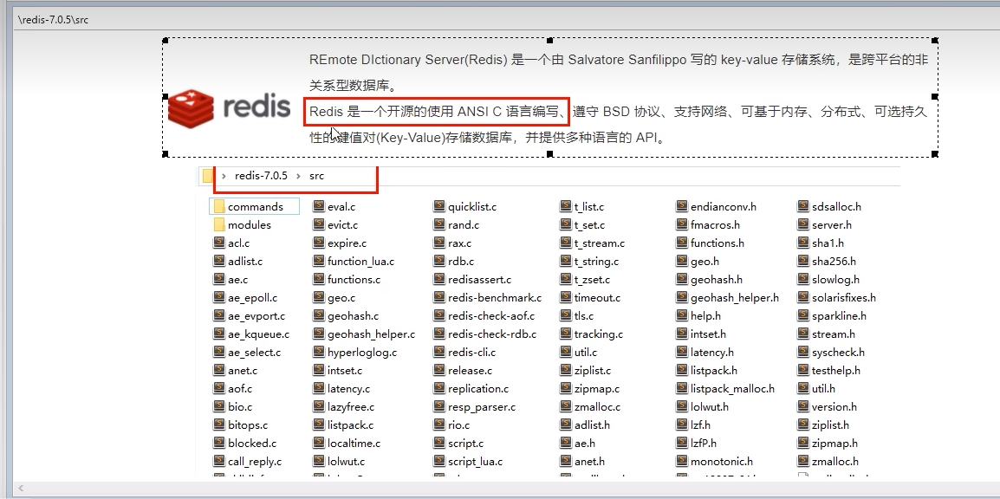 \redis-7.0.5\src
REmote DIctionary Server(Redis) 是一个由 Salvatore Sanfilippo 写的 key-value 存储系统，是跨平台的非
关系型数据库。
redis
Redis 是一个开源的使用 ANSI C 语言编写、遵守 BSD 协议、支持网络、可基于内存、分布式、可选持久
性的键值对(Key-Value)存储数据库，并提供多种语言的 API。
› redis-7.0.5 › src
commands eval.c quicklist.c t_list.c endianconv.h sdsalloc.h
modules evict.c rand.c t_set.c fmacros.h server.h
acl.c expire.c rax.c t_stream.c functions.h sha1.h
adlist.c function_lua.c rdb.c t_string.c geo.h sha256.h
ae.c functions.c redisassert.c t_zset.c geohash.h slowlog.h
ae_epoll.c geo.c redis-benchmark.c timeout.c geohash_helper.h solarisfixes.h
ae_evport.c geohash.c redis-check-aof.c tls.c help.h sparkline.h
ae_kqueue.c geohash_helper.c redis-check-rdb.c tracking.c intset.h stream.h
ae_select.c hyperloglog.c redis-cli.c util.c latency.h syscheck.h
anet.c intset.c release.c ziplist.c listpack.h testhelp.h
aof.c latency.c replication.c zipmap.c listpack_malloc.h util.h
bio.c lazyfree.c resp_parser.c zmalloc.c lolwut.h version.h
bitops.c listpack.c rio.c adlist.h lzf.h ziplist.h
blocked.c localtime.c script.c ae.h lzfP.h zipmap.h
call_reply.c lolwut.c script_lua.c anet.h monotonic.h zmalloc.h